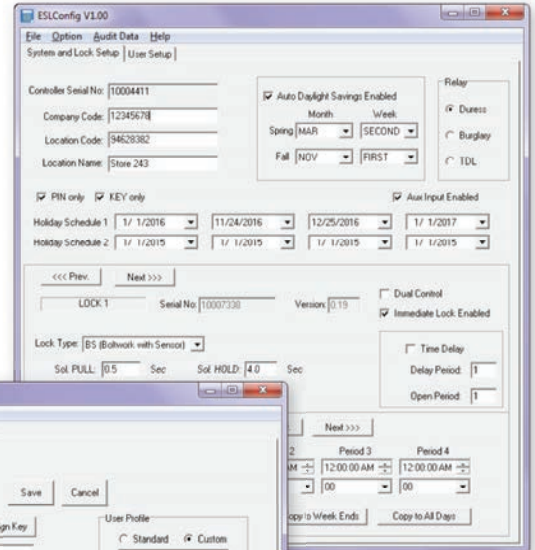 ESLConfig V1.00
File Option Audit Data Help
System and Lock Setup User Setup
Controller Serial No: 10004411
Company Code: 12345678
Location Code: 94628382
Location Name: Store 243
Auto Daylight Savings Enabled
Month Week
Spring MAR SECOND
Fall NOV FIRST
Relay
Duress
Burglary
TDL
PIN only KEY only Aux Input Enabled
Holiday Schedule 1 1/ 1/2016 11/24/2016 12/25/2016 1/ 1/2017
Holiday Schedule 2 1/ 1/2015 1/ 1/2015 1/ 1/2015 1/ 1/2015
<<< Prev. Next >>>
LOCK 1 Serial No: 10007338 Version: 0.19
Dual Control
Immediate Lock Enabled
Lock Type: BS (Boltwork with Sensor)
Sol. PULL: 0.5 Sec Sol. HOLD: 4.0 Sec
Time Delay
Delay Period: 1
Open Period: 1
Next >>>
2 Period 3 Period 4
AM 12:00:00 AM 12:00:00 AM
00 00
to Week Ends Copy to All Days
Save Cancel
Key
User Profile
Standard Custom